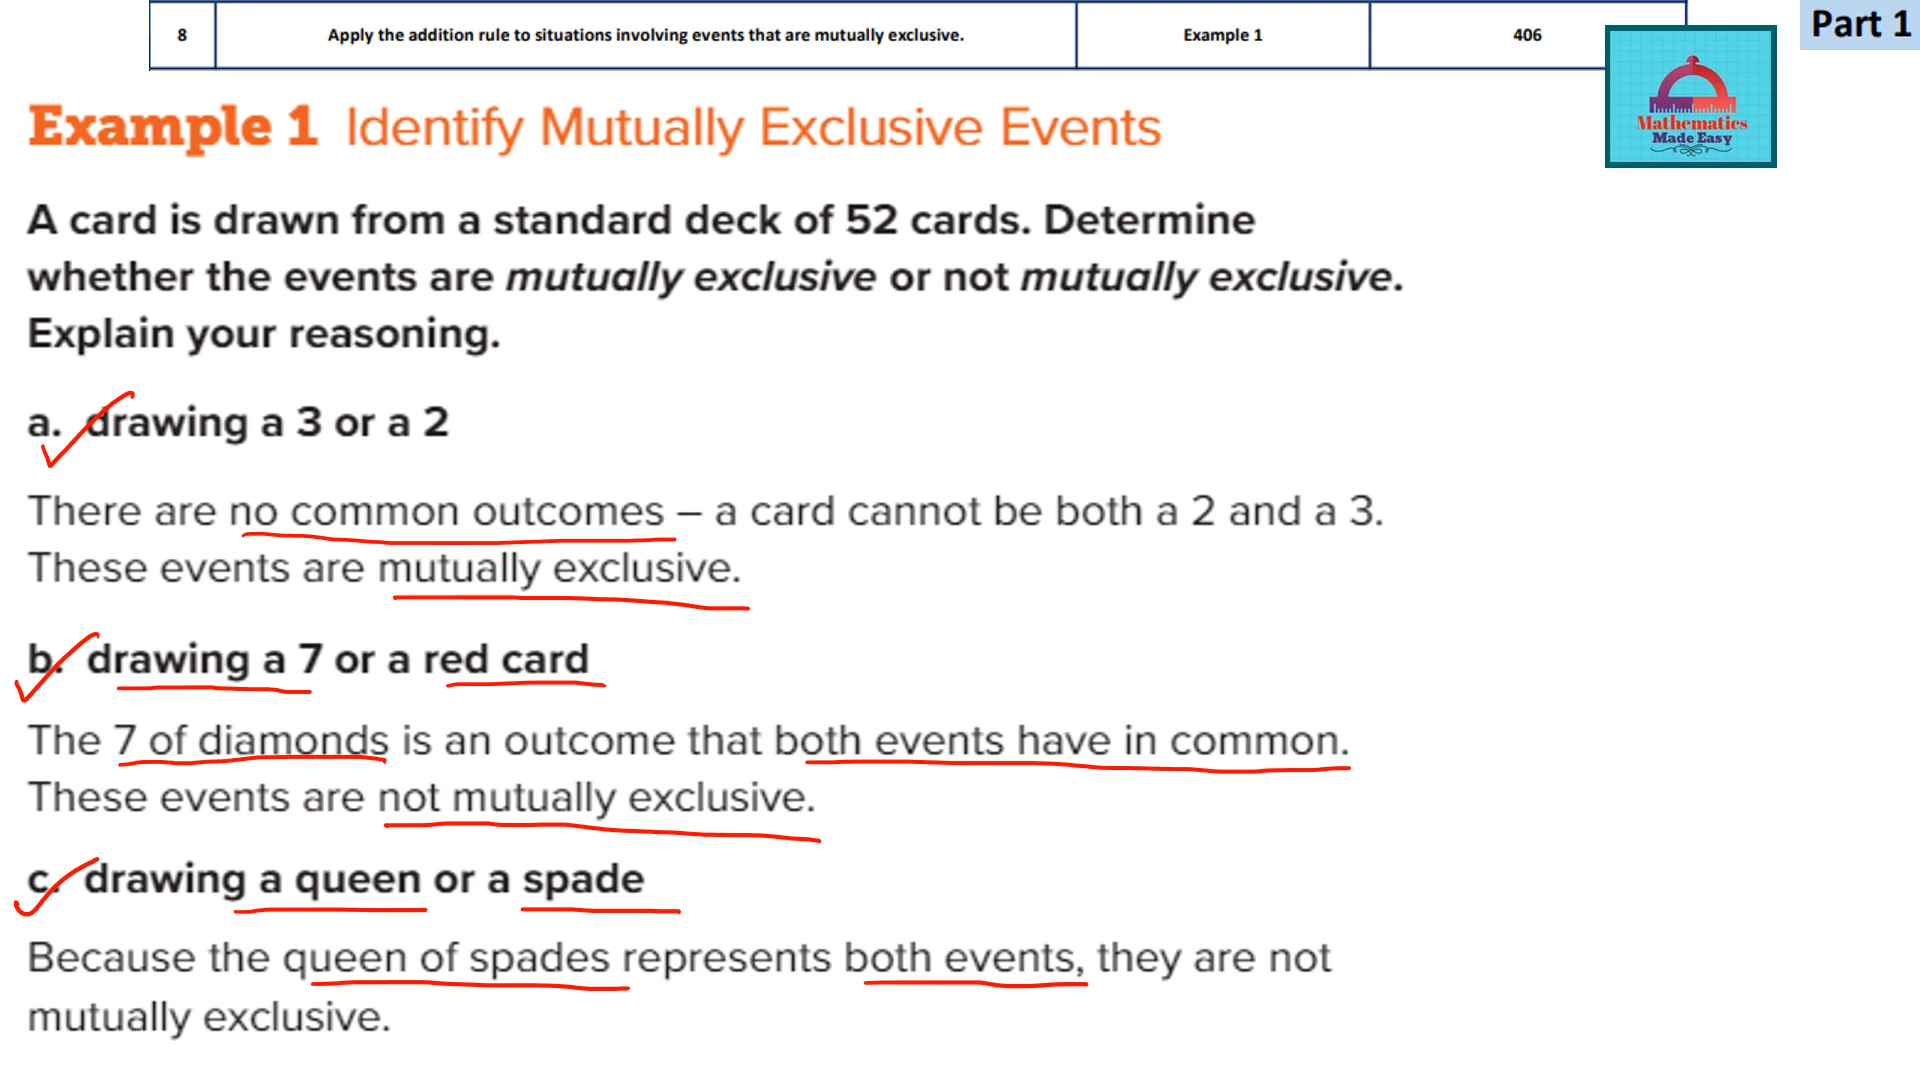 8 Apply the addition rule to situations involving events that are mutually exclusive. Example 1 406
Part 1
Mathematics
Made Easy
Example 1 Identify Mutually Exclusive Events
A card is drawn from a standard deck of 52 cards. Determine
whether the events are mutually exclusive or not mutually exclusive.
Explain your reasoning.
a. drawing a 3 or a 2
There are no common outcomes – a card cannot be both a 2 and a 3.
These events are mutually exclusive.
b. drawing a 7 or a red card
The 7 of diamonds is an outcome that both events have in common.
These events are not mutually exclusive.
c. drawing a queen or a spade
Because the queen of spades represents both events, they are not
mutually exclusive.